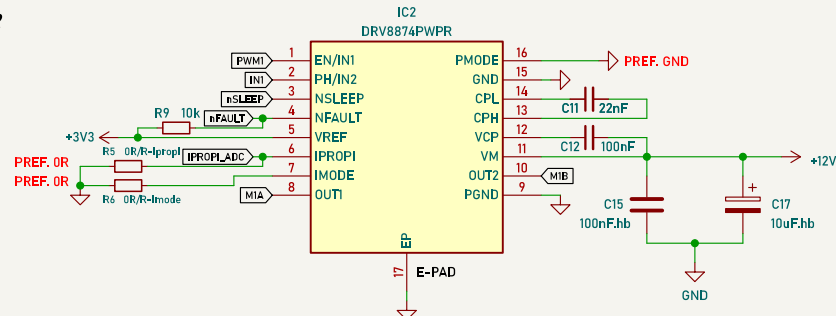 IC2
DRV8874PWPR
PWM1 1 EN/IN1 PMODE 16 PREF. GND
IN1 2 PH/IN2 GND 15
R9 10k nSLEEP 3 NSLEEP CPL 14 C11 22nF
nFAULT 4 NFAULT CPH 13
+3V3 5 VREF VCP 12 C12 100nF
R5 0R/R-Ipropi IPROPI_ADC 6 IPROPI VM 11 +12V
PREF. 0R
PREF. 0R 7 IMODE OUT2 10 M1B
R6 0R/R-Imode M1A 8 OUT1 PGND 9
C15 C17
100nF.hb 10uF.hb
+
EP
17 E-PAD
GND